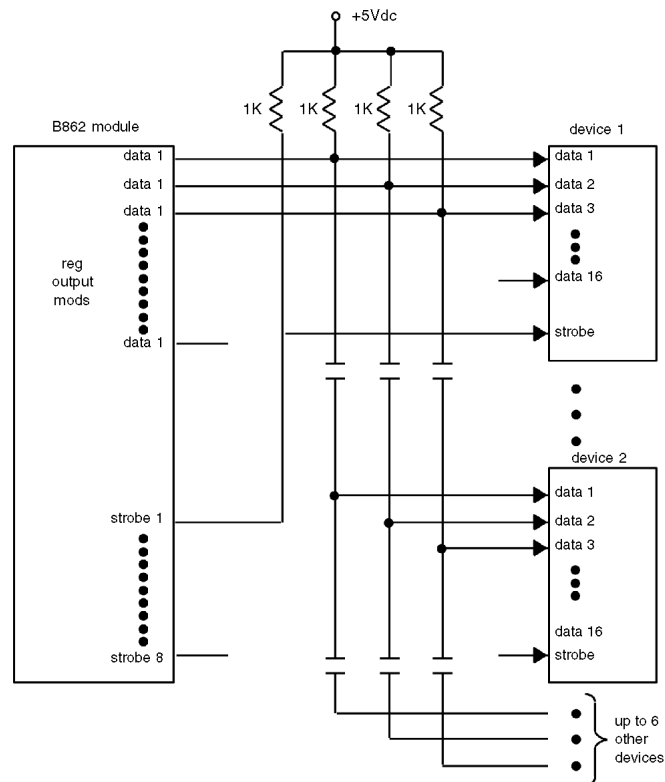 +5Vdc
1K 1K 1K 1K
B862 module
device 1
data 1
data 1
data 1
reg
output
mods
data 1
data 1
data 2
data 3
data 16
strobe
device 2
data 1
data 2
data 3
data 16
strobe
strobe 1
strobe 8
up to 6
other
devices